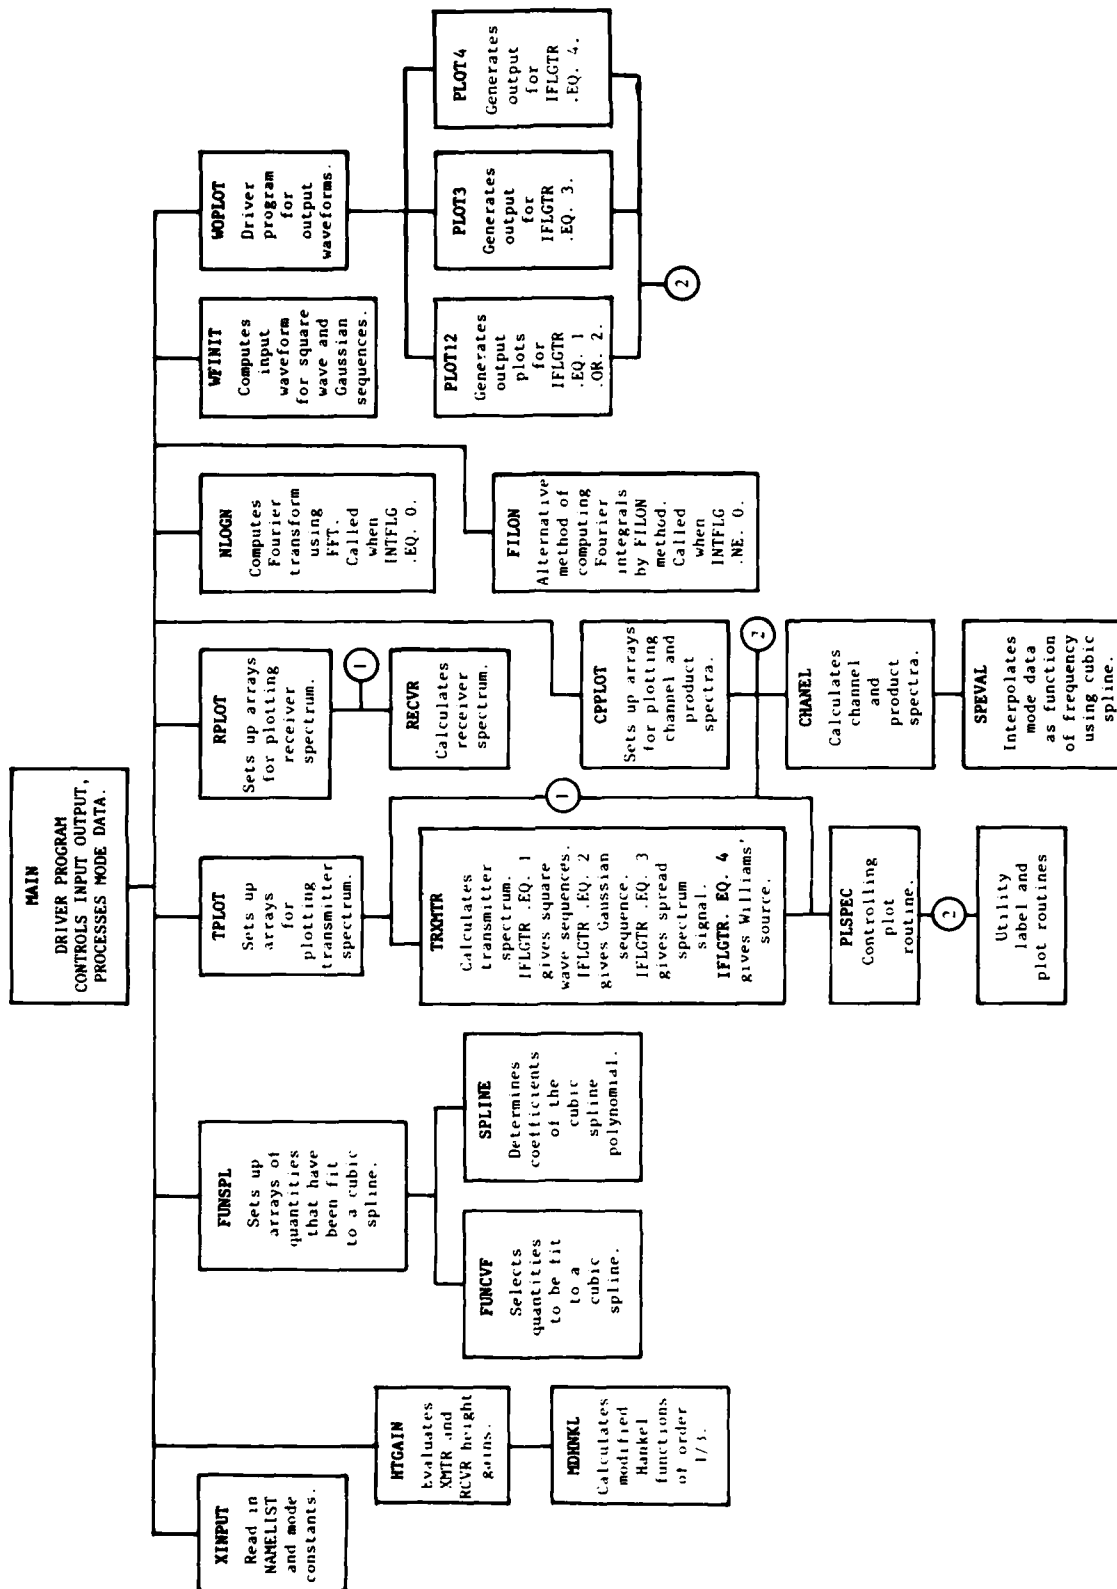 MAIN
DRIVER PROGRAM
CONTROLS INPUT OUTPUT,
PROCESSES MODE DATA.
XINPUT
Read in
NAMELIST
and mode
constants.
HTGAIN
Evaluates
XMTR and
RCVR height
gains.
MDHNKL
Calculates
modified
Hankel
functions
of order
1/3.
FUNSPL
Sets up
arrays of
quantities
that have
been fit
to a cubic
spline.
FUNCVF
Selects
quantities
to be fit
to a
cubic
spline.
SPLINE
Determines
coefficients
of the
cubic
spline
polynomial.
TPLOT
Sets up
arrays
for
plotting
transmitter
spectrum.
TRXMTR
Calculates
transmitter
spectrum.
IFLGTR .EQ. 1
gives square
wave sequences.
IFLGTR .EQ. 2
gives Gaussian
sequence.
IFLGTR .EQ. 3
gives spread
spectrum
signal.
IFLGTR. EQ. 4
gives Williams'
source.
1
PLSPEC
Controlling
plot
routine.
2
Utility
label and
plot routines
RPLOT
Sets up arrays
for plotting
receiver
spectrum.
1
RECVR
Calculates
receiver
spectrum.
CPPLOT
Sets up arrays
for plotting
channel and
product
spectra.
2
CHANEL
Calculates
channel
and
product
spectra.
SPEVAL
Interpolates
mode data
as function
of frequency
using cubic
spline.
NLOGN
Computes
Fourier
transform
using
FFT.
Called
when
INTFLG
.EQ. 0.
FILON
Alternative
method of
computing
Fourier
integrals
by FILON
method.
Called
when
INTFLG
.NE. 0.
WFINIT
Computes
input
waveform
for square
wave and
Gaussian
sequences.
WOPLOT
Driver
program
for
output
waveforms.
PLOT12
Generates
output
plots
for
IFLGTR
.EQ. 1
.OR. 2.
PLOT3
Generates
output
for
IFLGTR
.EQ. 3.
PLOT4
Generates
output
for
IFLGTR
.EQ. 4.
2